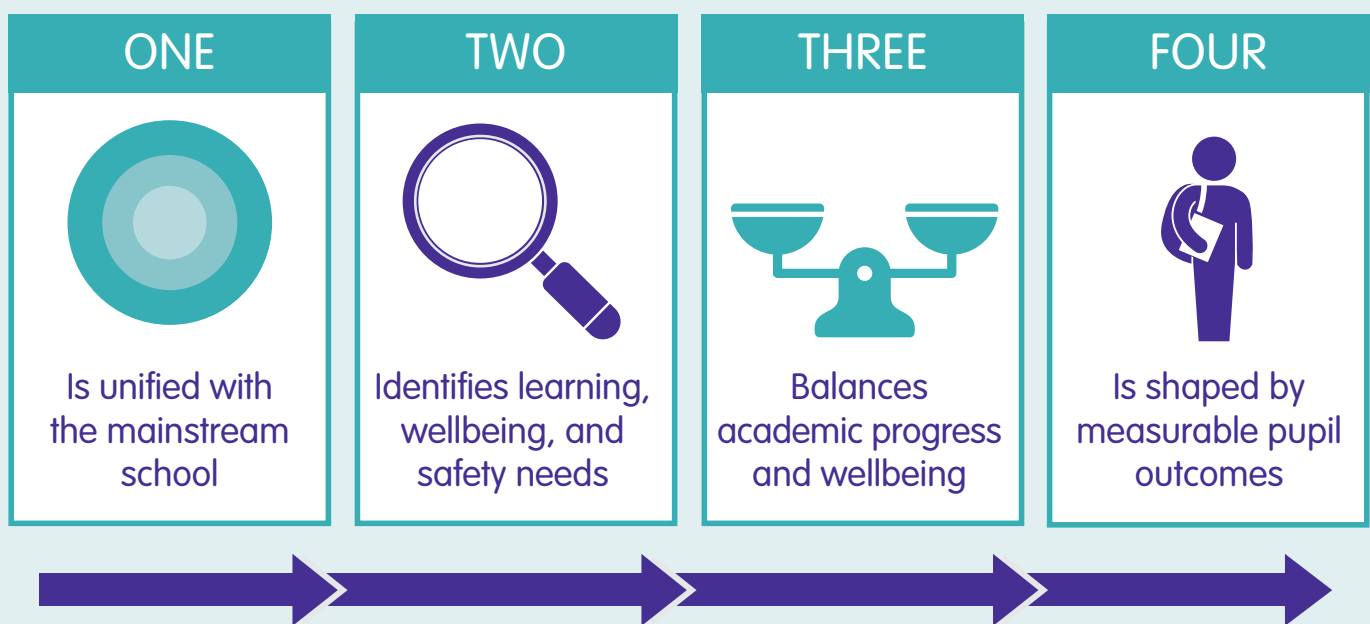 ONE
Is unified with
the mainstream
school
TWO
Identifies learning,
wellbeing, and
safety needs
THREE
Balances
academic progress
and wellbeing
FOUR
Is shaped by
measurable pupil
outcomes